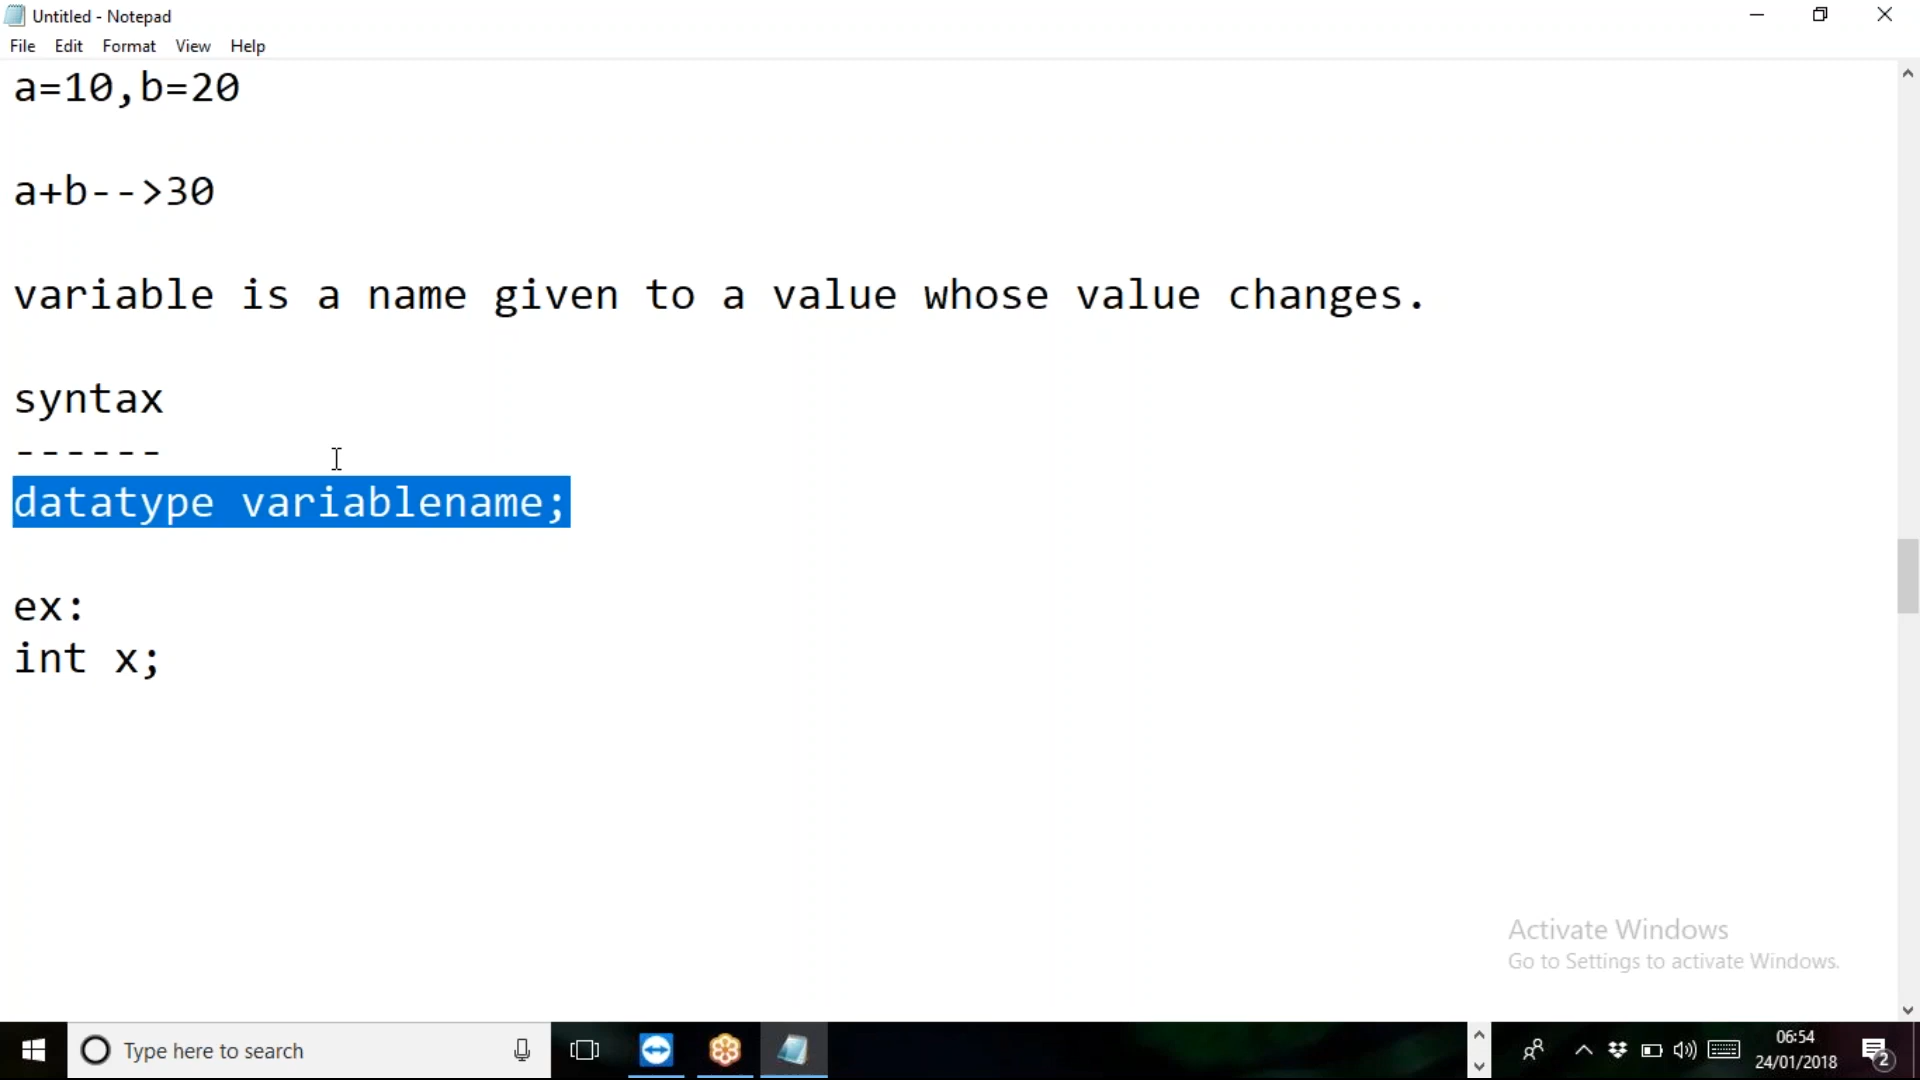 Untitled - Notepad
File Edit Format View Help
a=10,b=20
a+b-->30
variable is a name given to a value whose value changes.
syntax
------
datatype variablename;
ex:
int x;
Activate Windows
Go to Settings to activate Windows.
Type here to search
06:54
24/01/2018
2